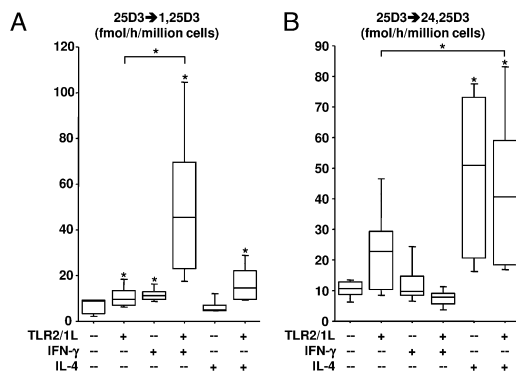 A
25D3➔1,25D3
(fmol/h/million cells)
120
100
80
60
40
20
0
*
*
*
*
*
TLR2/1L -- + -- + -- +
IFN-γ -- -- + + -- --
IL-4 -- -- -- -- + +
B
25D3➔24,25D3
(fmol/h/million cells)
90
80
70
60
50
40
30
20
10
0
*
*
*
TLR2/1L -- + -- + -- +
IFN-γ -- -- + + -- --
IL-4 -- -- -- -- + +